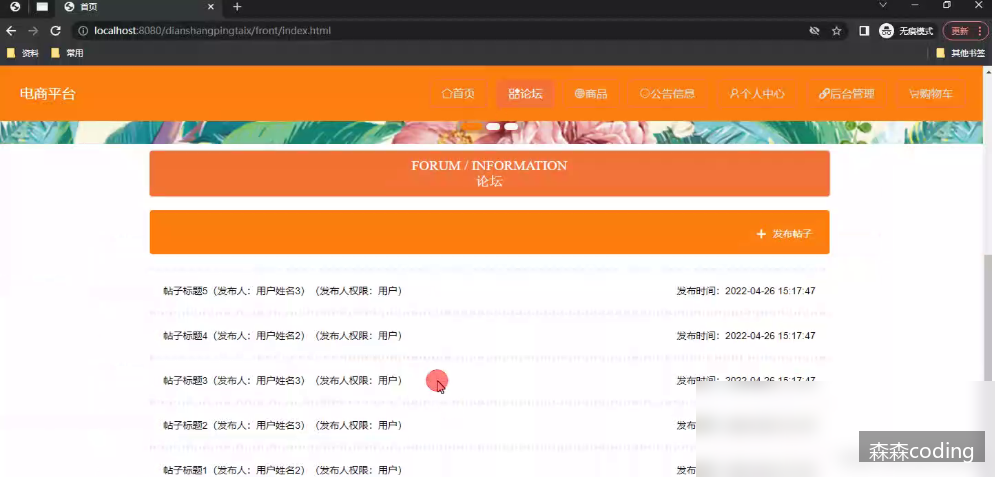 首页
localhost:8080/dianshangpingtaix/front/index.html
无痕模式
更新
资料
常用
其他书签
电商平台
首页
论坛
商品
公告信息
个人中心
后台管理
购物车
FORUM / INFORMATION
论坛
+ 发布帖子
帖子标题5（发布人：用户姓名3）（发布人权限：用户） 发布时间：2022-04-26 15:17:47
帖子标题4（发布人：用户姓名2）（发布人权限：用户） 发布时间：2022-04-26 15:17:47
帖子标题3（发布人：用户姓名3）（发布人权限：用户） 发布时间：2022-04-26 15:17:47
帖子标题2（发布人：用户姓名3）（发布人权限：用户） 发布
帖子标题1（发布人：用户姓名2）（发布人权限：用户） 发布
森森coding